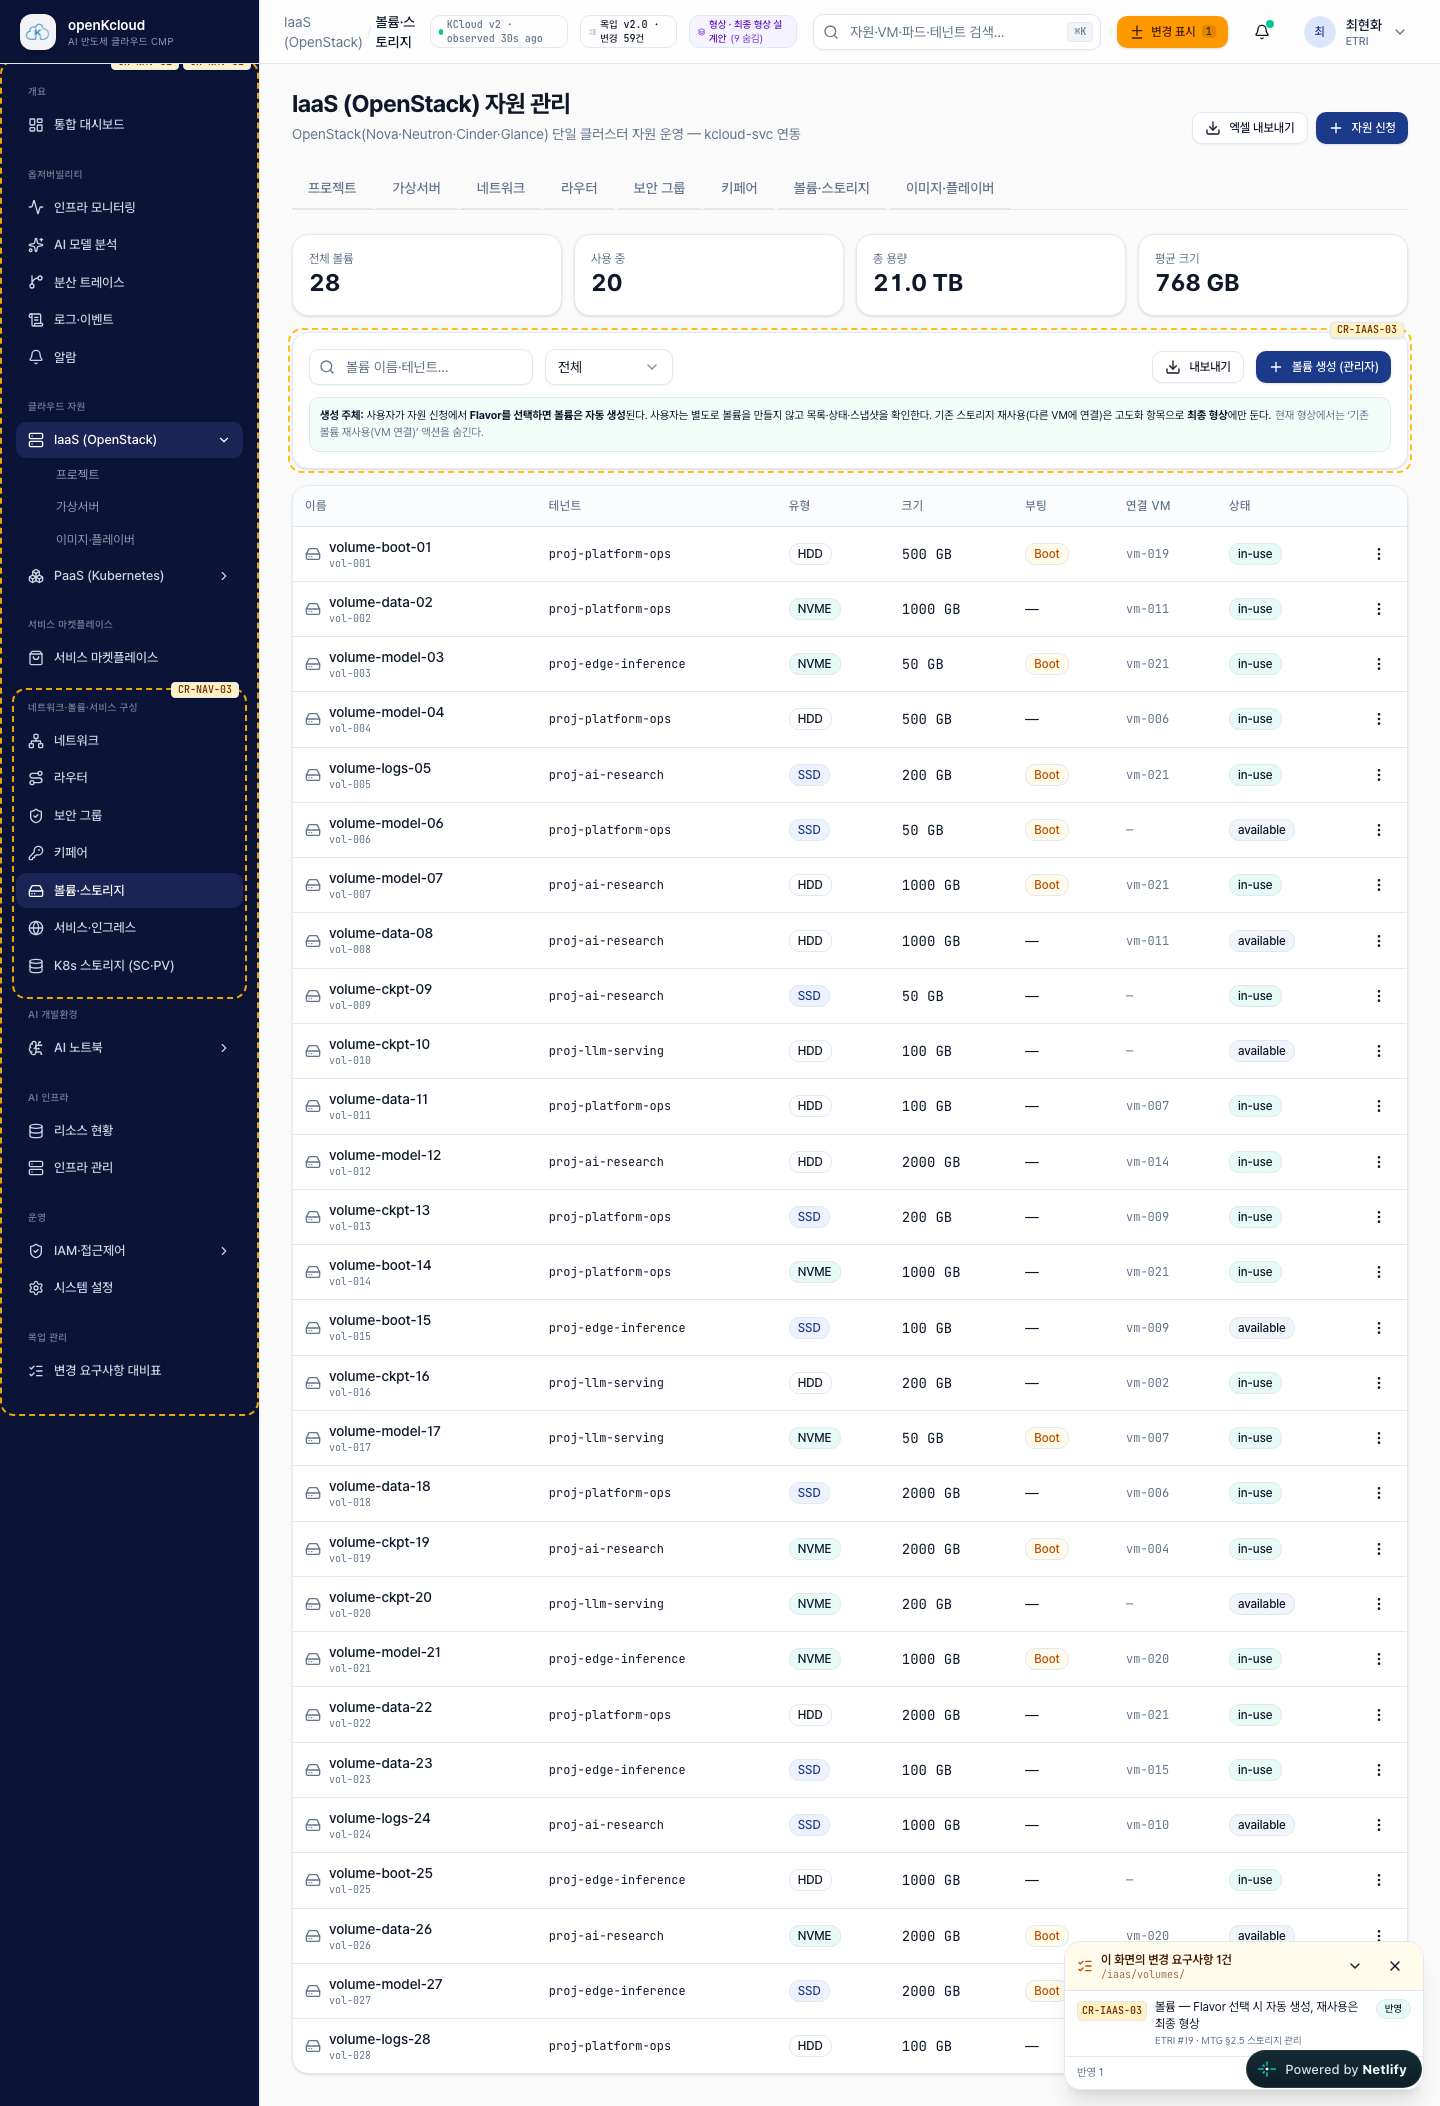 openKcloud
AI 반도체 클라우드 CMP
개요
통합 대시보드
옵저버빌리티
인프라 모니터링
AI 모델 분석
분산 트레이스
로그·이벤트
알람
클라우드 자원
IaaS (OpenStack)
프로젝트
가상서버
이미지·플레이버
PaaS (Kubernetes)
서비스 마켓플레이스
서비스 마켓플레이스
CR-NAV-03
네트워크·볼륨·서비스 구성
네트워크
라우터
보안 그룹
키페어
볼륨·스토리지
서비스·인그레스
K8s 스토리지 (SC·PV)
AI 개발환경
AI 노트북
AI 인프라
리소스 현황
인프라 관리
운영
IAM·접근제어
시스템 설정
목업 관리
변경 요구사항 대비표
IaaS (OpenStack) / 볼륨·스토리지
KCloud v2 · observed 30s ago
목업 v2.0 · 변경 59건
형상 · 최종 형상 설계안 (9 숨김)
자원·VM·파드·테넌트 검색... ⌘K
변경 표시 1
최 최현화
ETRI
IaaS (OpenStack) 자원 관리
OpenStack(Nova·Neutron·Cinder·Glance) 단일 클러스터 자원 운영 — kcloud-svc 연동
엑셀 내보내기
자원 신청
프로젝트 가상서버 네트워크 라우터 보안 그룹 키페어 볼륨·스토리지 이미지·플레이버
전체 볼륨
28
사용 중
20
총 용량
21.0 TB
평균 크기
768 GB
CR-IAAS-03
볼륨 이름·테넌트...
전체
내보내기
볼륨 생성 (관리자)
생성 주체: 사용자가 자원 신청에서 Flavor를 선택하면 볼륨은 자동 생성된다. 사용자는 별도로 볼륨을 만들지 않고 목록·상태·스냅샷을 확인한다. 기존 스토리지 재사용(다른 VM에 연결)은 고도화 항목으로 최종 형상에만 둔다. 현재 형상에서는 '기존
볼륨 재사용(VM 연결)' 액션을 숨긴다.
이름 테넌트 유형 크기 부팅 연결 VM 상태
volume-boot-01 proj-platform-ops HDD 500 GB Boot vm-019 in-use
vol-001
volume-data-02 proj-platform-ops NVME 1000 GB — vm-011 in-use
vol-002
volume-model-03 proj-edge-inference NVME 50 GB Boot vm-021 in-use
vol-003
volume-model-04 proj-platform-ops HDD 500 GB — vm-006 in-use
vol-004
volume-logs-05 proj-ai-research SSD 200 GB Boot vm-021 in-use
vol-005
volume-model-06 proj-platform-ops SSD 50 GB Boot — available
vol-006
volume-model-07 proj-ai-research HDD 1000 GB Boot vm-021 in-use
vol-007
volume-data-08 proj-ai-research HDD 1000 GB — vm-011 available
vol-008
volume-ckpt-09 proj-ai-research SSD 50 GB — — in-use
vol-009
volume-ckpt-10 proj-llm-serving HDD 100 GB — — available
vol-010
volume-data-11 proj-platform-ops HDD 100 GB — vm-007 in-use
vol-011
volume-model-12 proj-ai-research HDD 2000 GB — vm-014 in-use
vol-012
volume-ckpt-13 proj-platform-ops SSD 200 GB — vm-009 in-use
vol-013
volume-boot-14 proj-platform-ops NVME 1000 GB — vm-021 in-use
vol-014
volume-boot-15 proj-edge-inference SSD 100 GB — vm-009 available
vol-015
volume-ckpt-16 proj-llm-serving HDD 200 GB — vm-002 in-use
vol-016
volume-model-17 proj-llm-serving NVME 50 GB Boot vm-007 in-use
vol-017
volume-data-18 proj-platform-ops SSD 2000 GB — vm-006 in-use
vol-018
volume-ckpt-19 proj-ai-research NVME 2000 GB Boot vm-004 in-use
vol-019
volume-ckpt-20 proj-llm-serving NVME 200 GB — — available
vol-020
volume-model-21 proj-edge-inference NVME 1000 GB Boot vm-020 in-use
vol-021
volume-data-22 proj-platform-ops HDD 2000 GB — vm-021 in-use
vol-022
volume-data-23 proj-edge-inference SSD 100 GB — vm-015 in-use
vol-023
volume-logs-24 proj-ai-research SSD 1000 GB — vm-010 available
vol-024
volume-boot-25 proj-edge-inference HDD 1000 GB — — in-use
vol-025
volume-data-26 proj-ai-research NVME 2000 GB Boot vm-020 available
vol-026
volume-model-27 proj-edge-inference SSD 2000 GB Boot
vol-027
volume-logs-28 proj-platform-ops HDD 100 GB —
vol-028
이 화면의 변경 요구사항 1건
/iaas/volumes/
CR-IAAS-03 볼륨 — Flavor 선택 시 자동 생성, 재사용은 최종 형상 반영
ETRI #19 · MTG §2.5 스토리지 관리
반영 1
Powered by Netlify